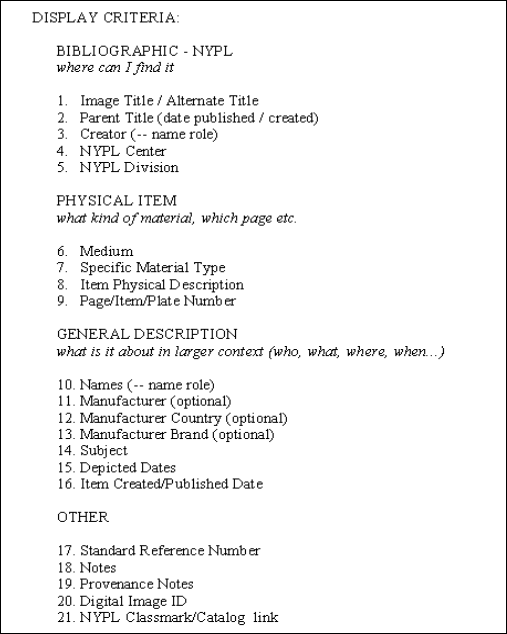 DISPLAY CRITERIA:
BIBLIOGRAPHIC - NYPL
where can I find it
1. Image Title / Alternate Title
2. Parent Title (date published / created)
3. Creator (-- name role)
4. NYPL Center
5. NYPL Division
PHYSICAL ITEM
what kind of material, which page etc.
6. Medium
7. Specific Material Type
8. Item Physical Description
9. Page/Item/Plate Number
GENERAL DESCRIPTION
what is it about in larger context (who, what, where, when...)
10. Names (-- name role)
11. Manufacturer (optional)
12. Manufacturer Country (optional)
13. Manufacturer Brand (optional)
14. Subject
15. Depicted Dates
16. Item Created/Published Date
OTHER
17. Standard Reference Number
18. Notes
19. Provenance Notes
20. Digital Image ID
21. NYPL Classmark/Catalog link